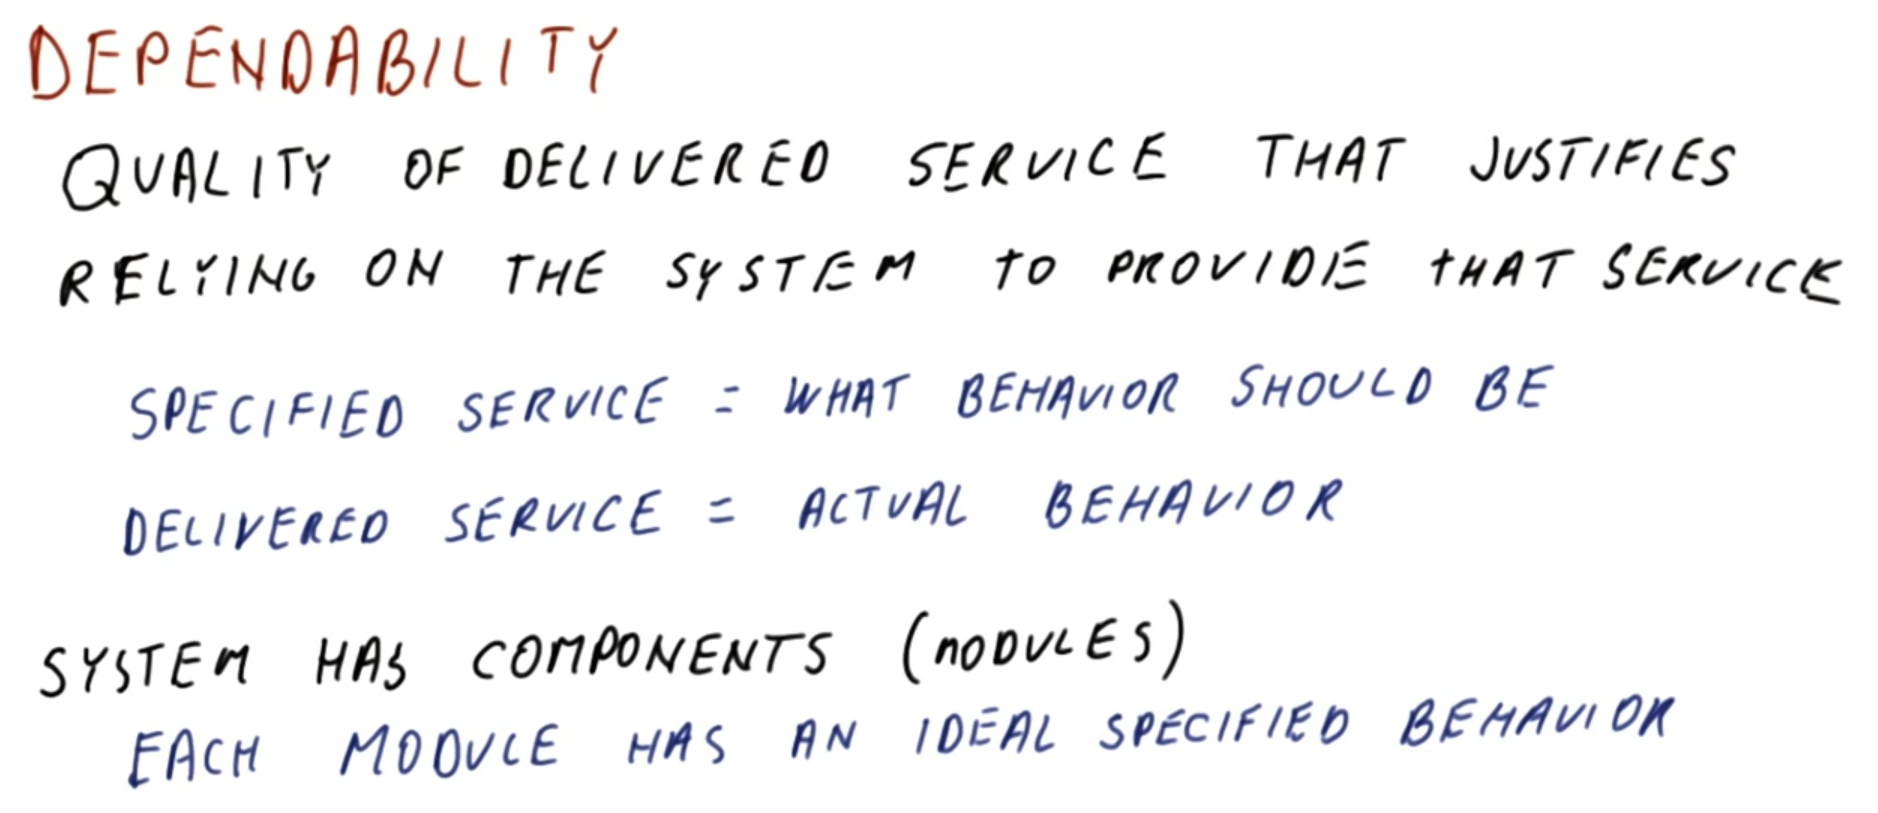 DEPENDABILITY
QUALITY OF DELIVERED SERVICE THAT JUSTIFIES
RELYING ON THE SYSTEM TO PROVIDE THAT SERVICE
SPECIFIED SERVICE = WHAT BEHAVIOR SHOULD BE
DELIVERED SERVICE = ACTUAL BEHAVIOR
SYSTEM HAS COMPONENTS (MODULES)
EACH MODULE HAS AN IDEAL SPECIFIED BEHAVIOR